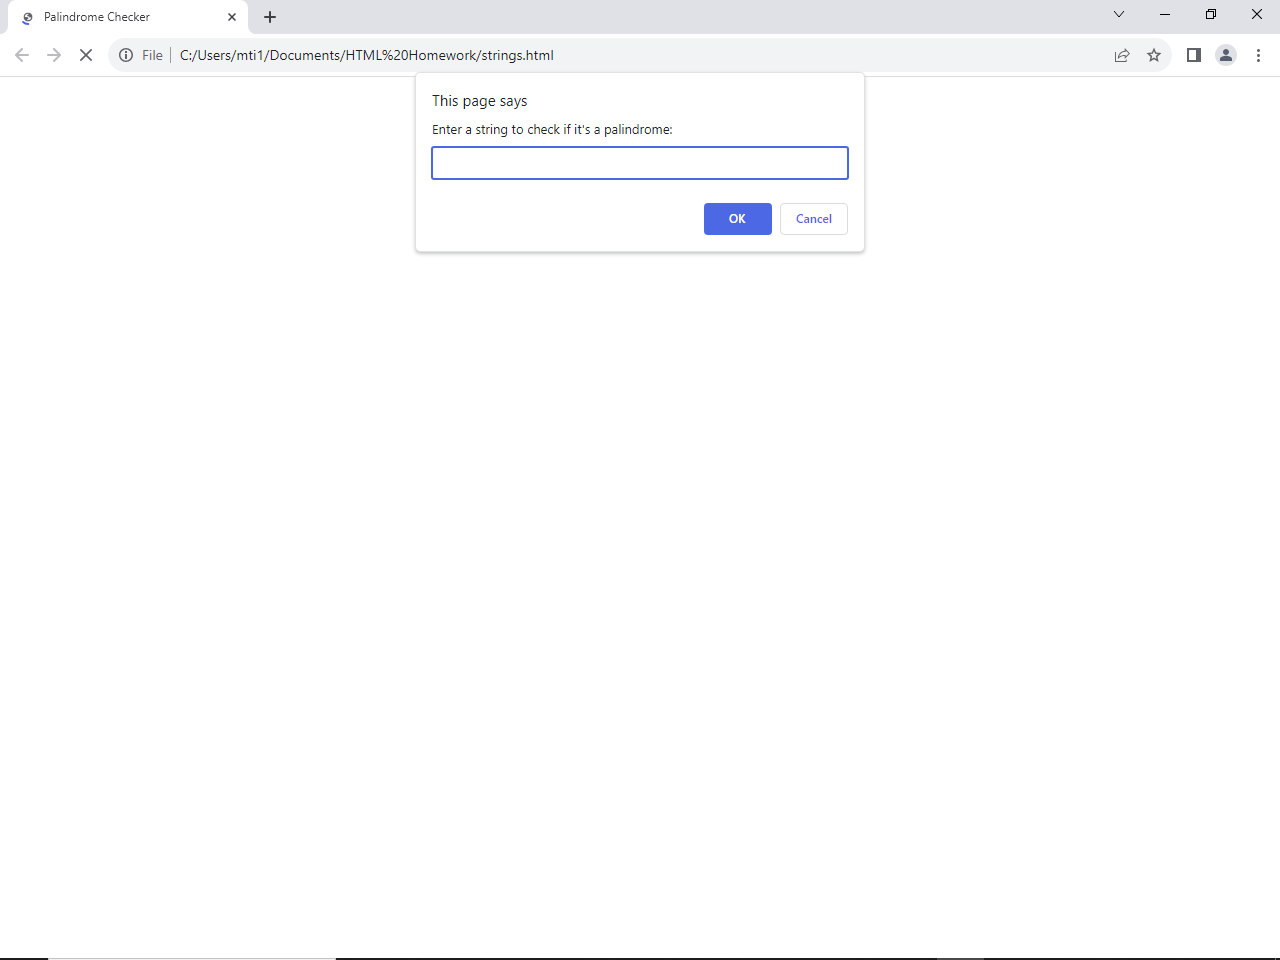 Palindrome Checker
File C:/Users/mti1/Documents/HTML%20Homework/strings.html
This page says
Enter a string to check if it's a palindrome:
OK Cancel